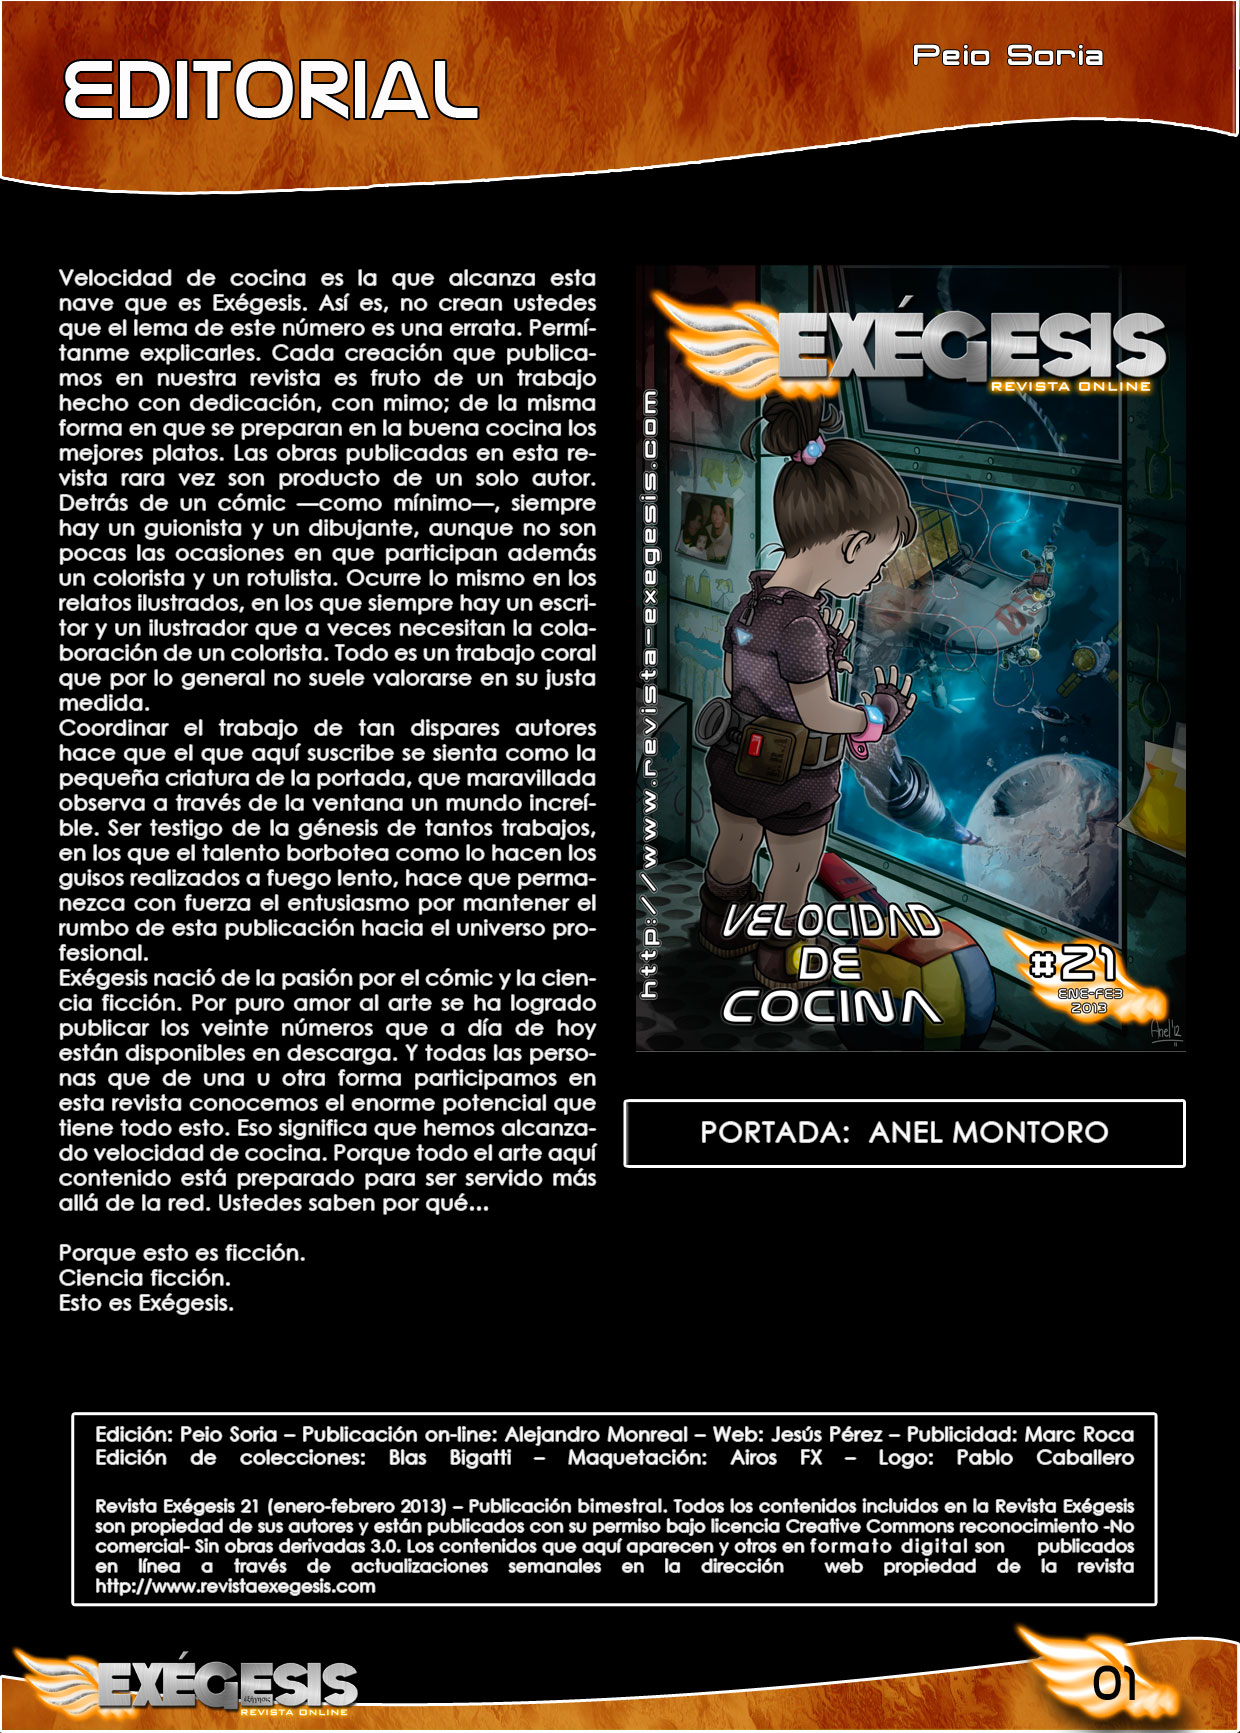 EDITORIAL
Peio Soria
Velocidad de cocina es la que alcanza esta
nave que es Exégesis. Así es, no crean ustedes
que el lema de este número es una errata. Permí-
tanme explicarles. Cada creación que publica-
mos en nuestra revista es fruto de un trabajo
hecho con dedicación, con mimo; de la misma
forma en que se preparan en la buena cocina los
mejores platos. Las obras publicadas en esta re-
vista rara vez son producto de un solo autor.
Detrás de un cómic —como mínimo—, siempre
hay un guionista y un dibujante, aunque no son
pocas las ocasiones en que participan además
un colorista y un rotulista. Ocurre lo mismo en los
relatos ilustrados, en los que siempre hay un escri-
tor y un ilustrador que a veces necesitan la cola-
boración de un colorista. Todo es un trabajo coral
que por lo general no suele valorarse en su justa
medida.
Coordinar el trabajo de tan dispares autores
hace que el que aquí suscribe se sienta como la
pequeña criatura de la portada, que maravillada
observa a través de la ventana un mundo increí-
ble. Ser testigo de la génesis de tantos trabajos,
en los que el talento borbotea como lo hacen los
guisos realizados a fuego lento, hace que perma-
nezca con fuerza el entusiasmo por mantener el
rumbo de esta publicación hacia el universo pro-
fesional.
Exégesis nació de la pasión por el cómic y la cien-
cia ficción. Por puro amor al arte se ha logrado
publicar los veinte números que a día de hoy
están disponibles en descarga. Y todas las perso-
nas que de una u otra forma participamos en
esta revista conocemos el enorme potencial que
tiene todo esto. Eso significa que hemos alcanza-
do velocidad de cocina. Porque todo el arte aquí
contenido está preparado para ser servido más
allá de la red. Ustedes saben por qué...
Porque esto es ficción.
Ciencia ficción.
Esto es Exégesis.
EXÉGESIS
REVISTA ONLINE
http://www.revista-exegesis.com
VELOCIDAD
DE
COCINA
#21
ENE-FEB
2013
Anel'12
PORTADA: ANEL MONTORO
Edición: Peio Soria – Publicación on-line: Alejandro Monreal – Web: Jesús Pérez – Publicidad: Marc Roca
Edición de colecciones: Blas Bigatti – Maquetación: Airos FX – Logo: Pablo Caballero
Revista Exégesis 21 (enero-febrero 2013) – Publicación bimestral. Todos los contenidos incluidos en la Revista Exégesis
son propiedad de sus autores y están publicados con su permiso bajo licencia Creative Commons reconocimiento -No
comercial- Sin obras derivadas 3.0. Los contenidos que aquí aparecen y otros en formato digital son publicados
en línea a través de actualizaciones semanales en la dirección web propiedad de la revista
http://www.revistaexegesis.com
EXÉGESIS
ἐξήγησις
REVISTA ONLINE
01